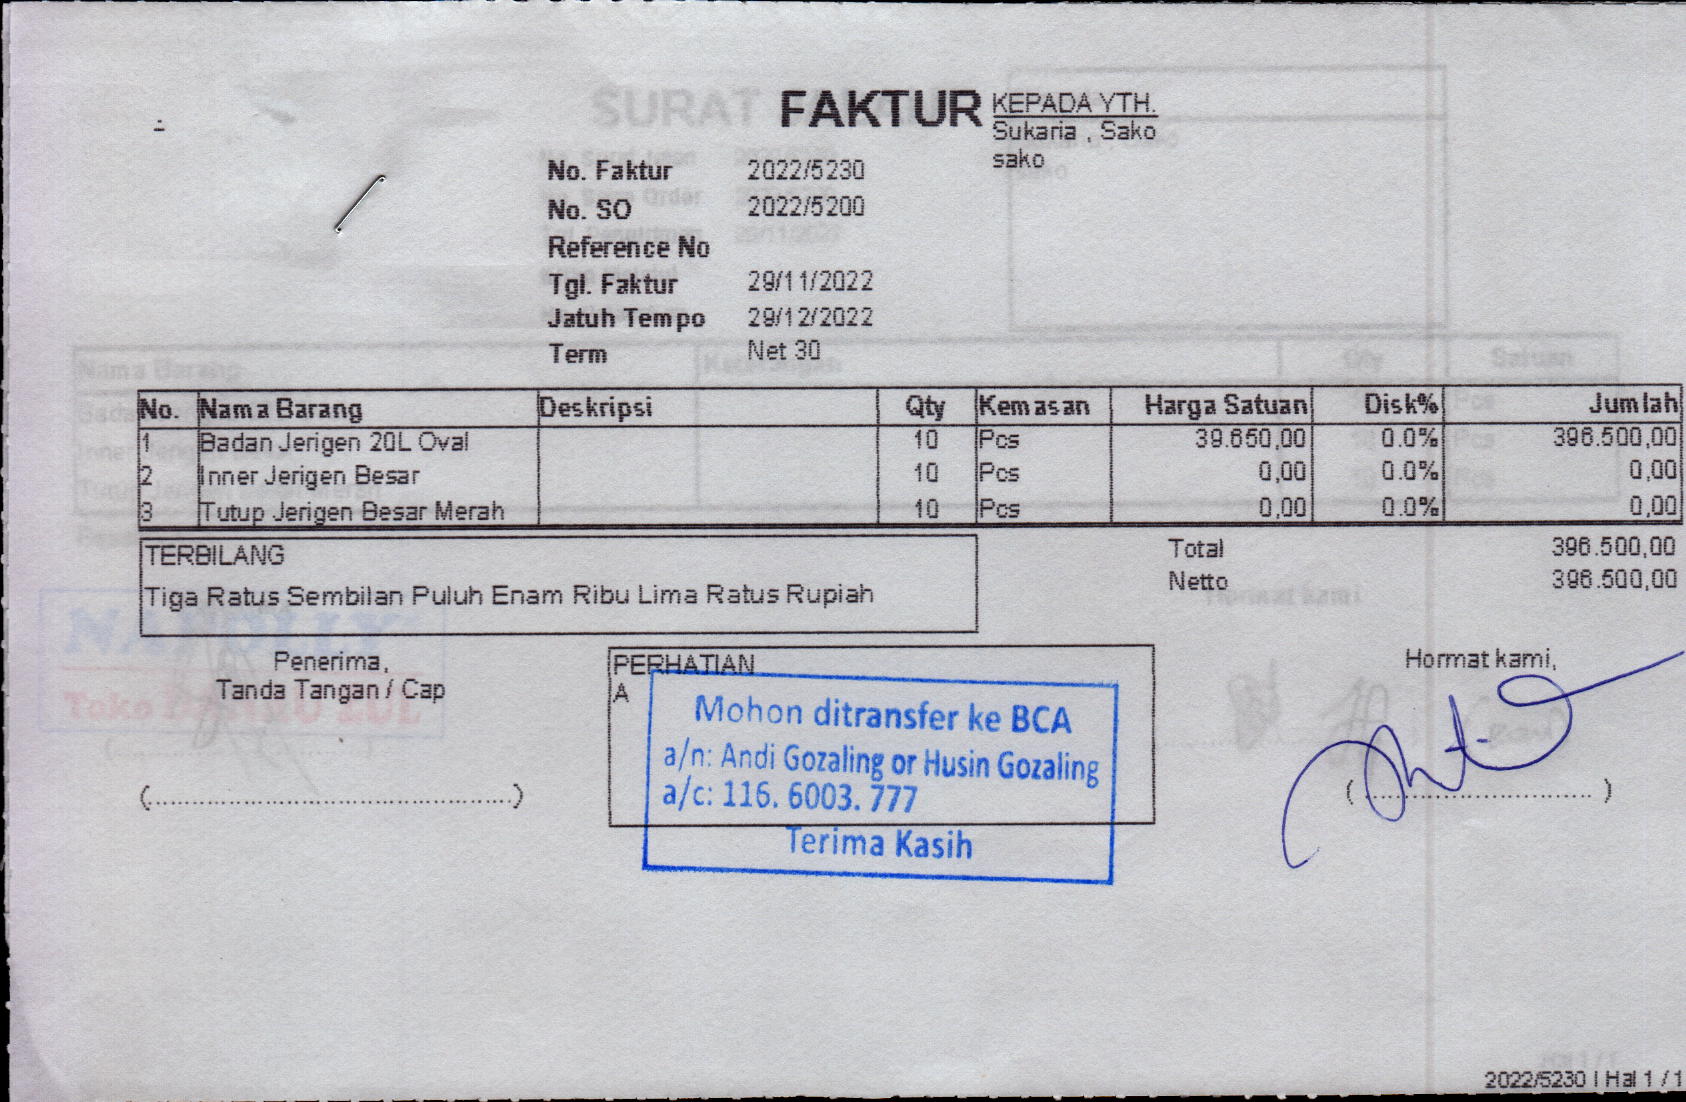 FAKTUR
KEPADA YTH.
Sukaria , Sako
sako
No. Faktur 2022/5230
No. SO 2022/5200
Reference No
Tgl. Faktur 29/11/2022
Jatuh Tempo 29/12/2022
Term Net 30
No. Nama Barang Deskripsi Qty Kemasan Harga Satuan Disk% Jumlah
1 Badan Jerigen 20L Oval 10 Pcs 39.650,00 0.0% 396.500,00
2 Inner Jerigen Besar 10 Pcs 0,00 0.0% 0,00
3 Tutup Jerigen Besar Merah 10 Pcs 0,00 0.0% 0,00
TERBILANG
Tiga Ratus Sembilan Puluh Enam Ribu Lima Ratus Rupiah
Total 396.500,00
Netto 396.500,00
Penerima,
Tanda Tangan / Cap
(..................................................)
PERHATIAN
A
Mohon ditransfer ke BCA
a/n: Andi Gozaling or Husin Gozaling
a/c: 116. 6003. 777
Terima Kasih
Hormat kami,
(................................)
2022/5230 | Hal 1 / 1